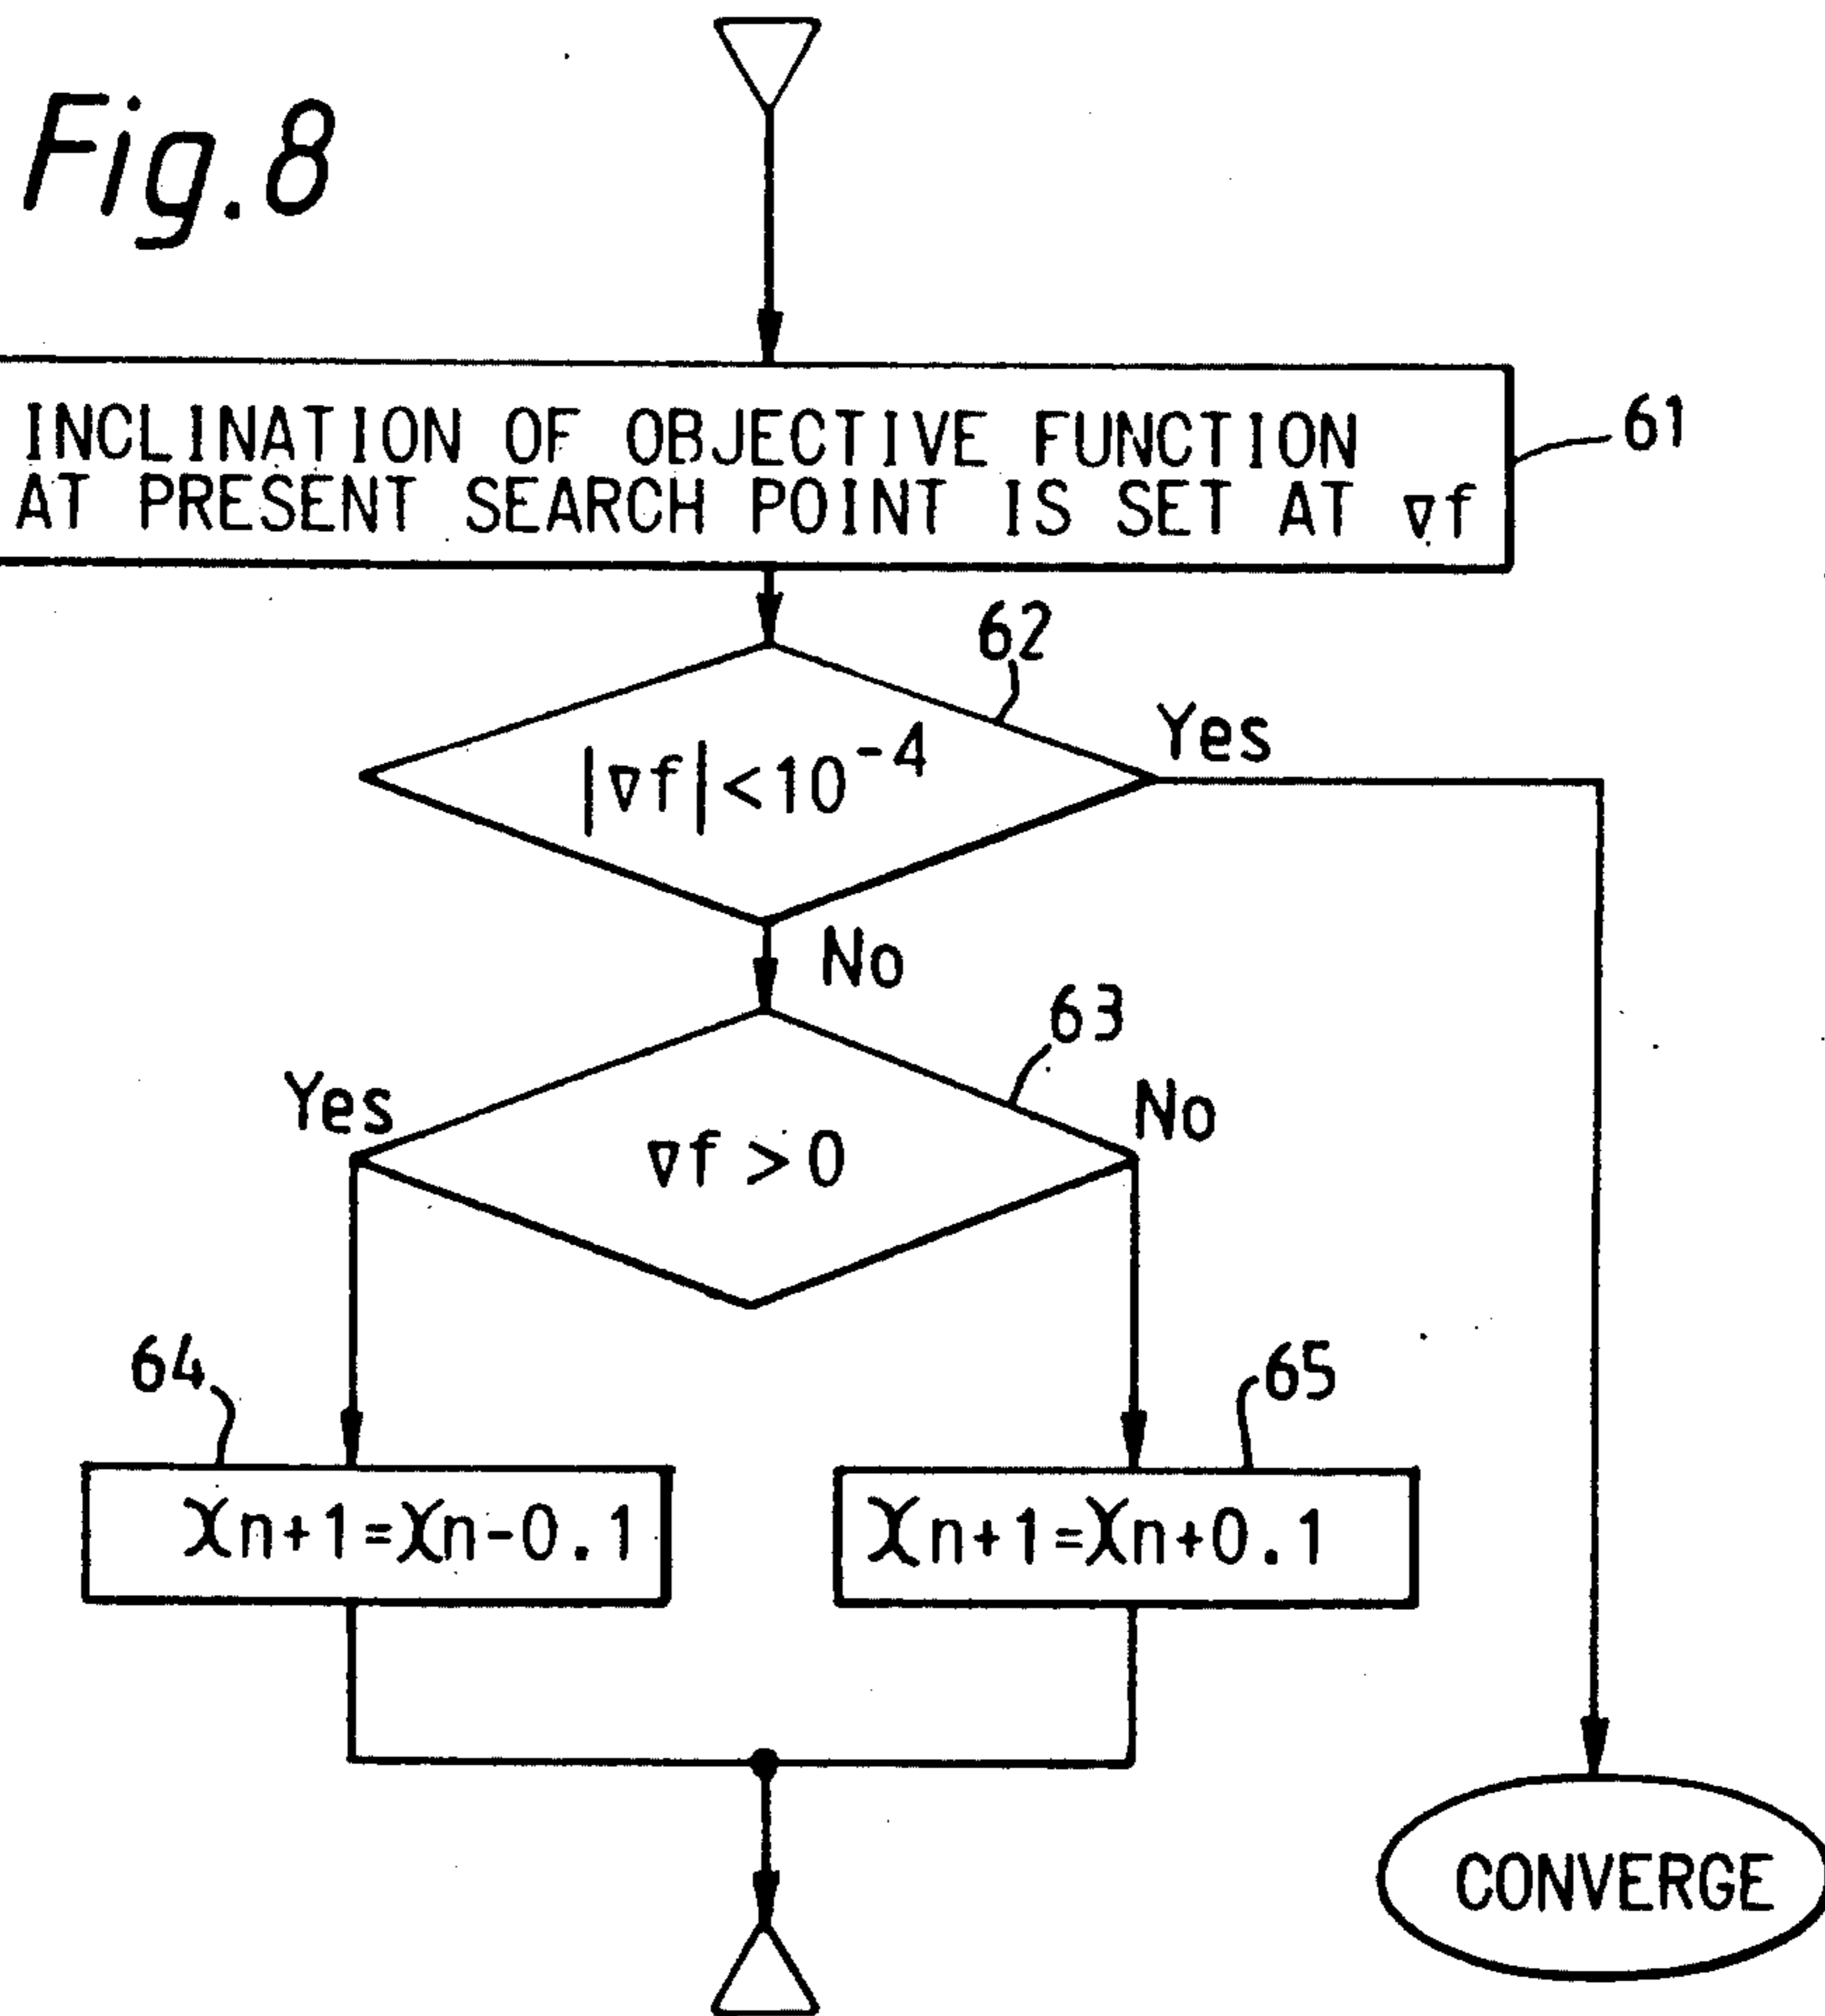 Fig.8
INCLINATION OF OBJECTIVE FUNCTION
AT PRESENT SEARCH POINT IS SET AT ∇f
61
62
|∇f|<10⁻⁴
Yes
No
63
Yes
∇f>0
No
64
65
Xn+1=Xn-0.1
Xn+1=Xn+0.1
CONVERGE